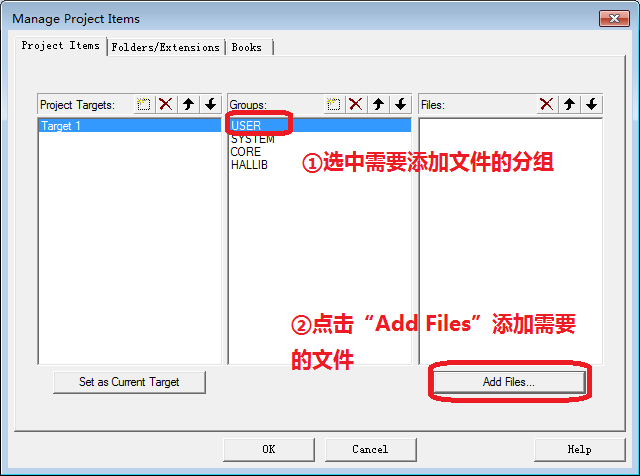 Manage Project Items
Project Items Folders/Extensions Books
Project Targets: Groups: Files:
Target 1
USER
SYSTEM
CORE
HALLIB
①选中需要添加文件的分组
②点击“Add Files”添加需要
的文件
Set as Current Target
Add Files...
OK Cancel Help